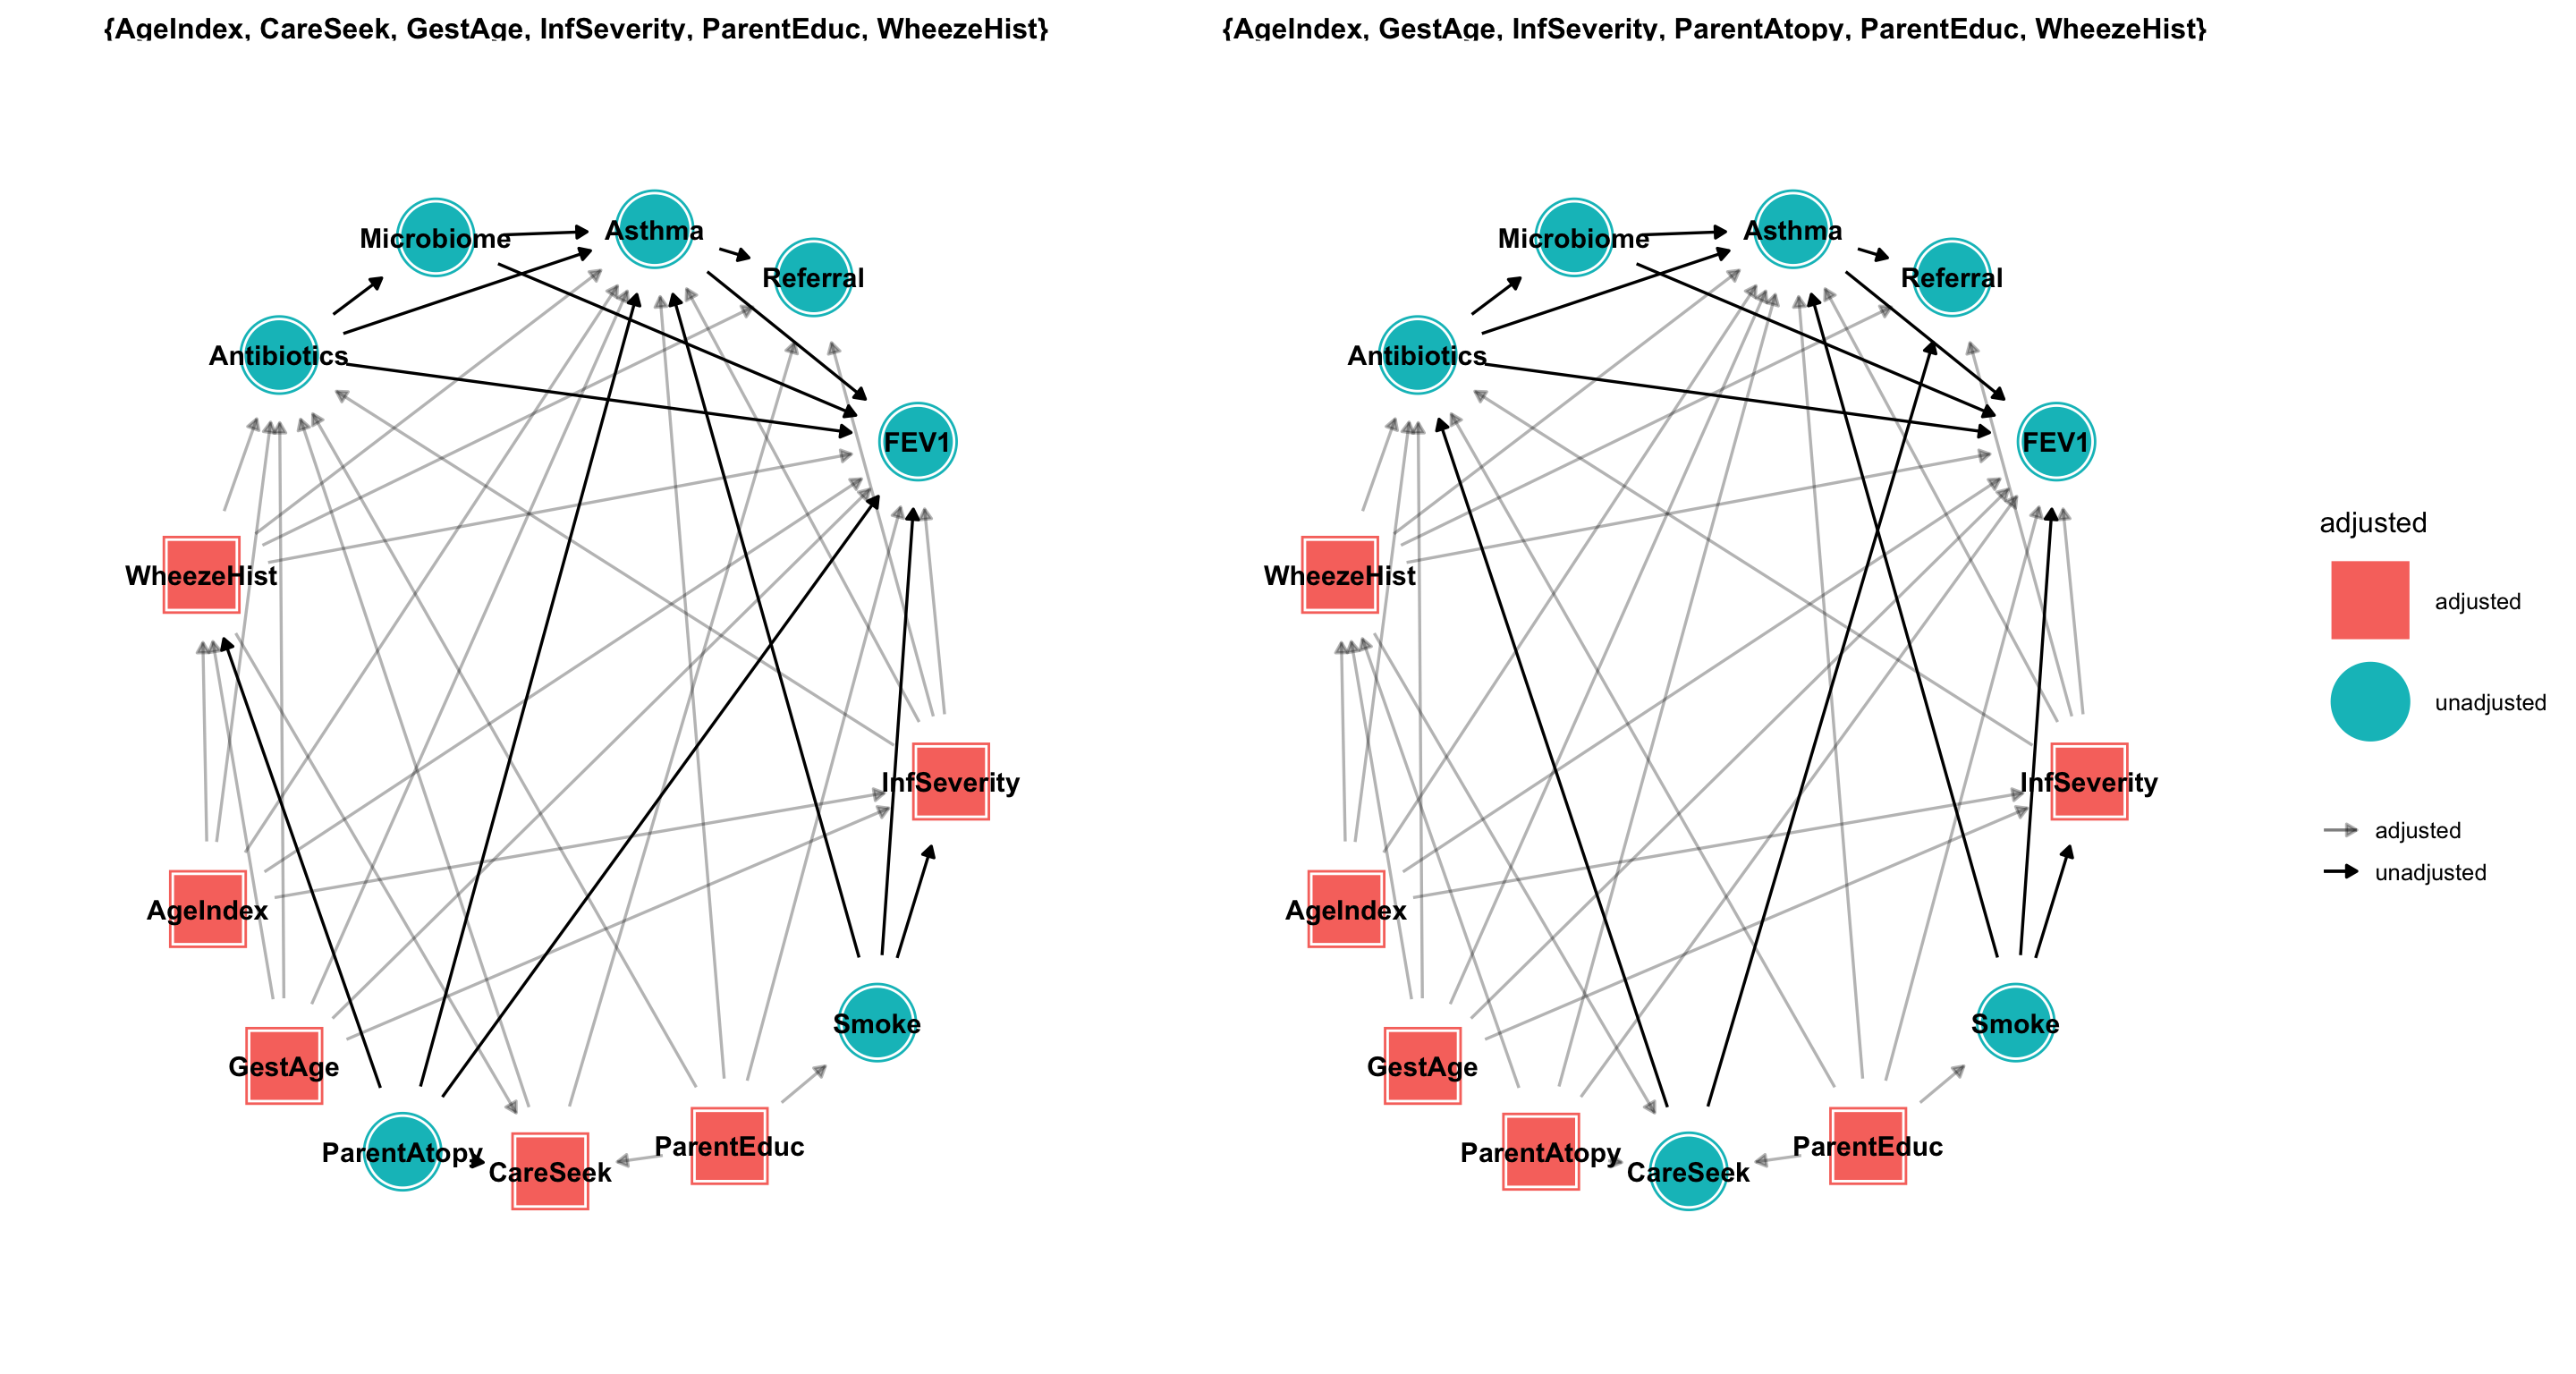 {AgeIndex, CareSeek, GestAge, InfSeverity, ParentEduc, WheezeHist}
Microbiome
Asthma
Referral
Antibiotics
FEV1
WheezeHist
InfSeverity
AgeIndex
Smoke
GestAge
ParentAtopy
CareSeek
ParentEduc
{AgeIndex, GestAge, InfSeverity, ParentAtopy, ParentEduc, WheezeHist}
Microbiome
Asthma
Referral
Antibiotics
FEV1
WheezeHist
InfSeverity
AgeIndex
Smoke
GestAge
ParentAtopy
CareSeek
ParentEduc
adjusted
adjusted
unadjusted
adjusted
unadjusted